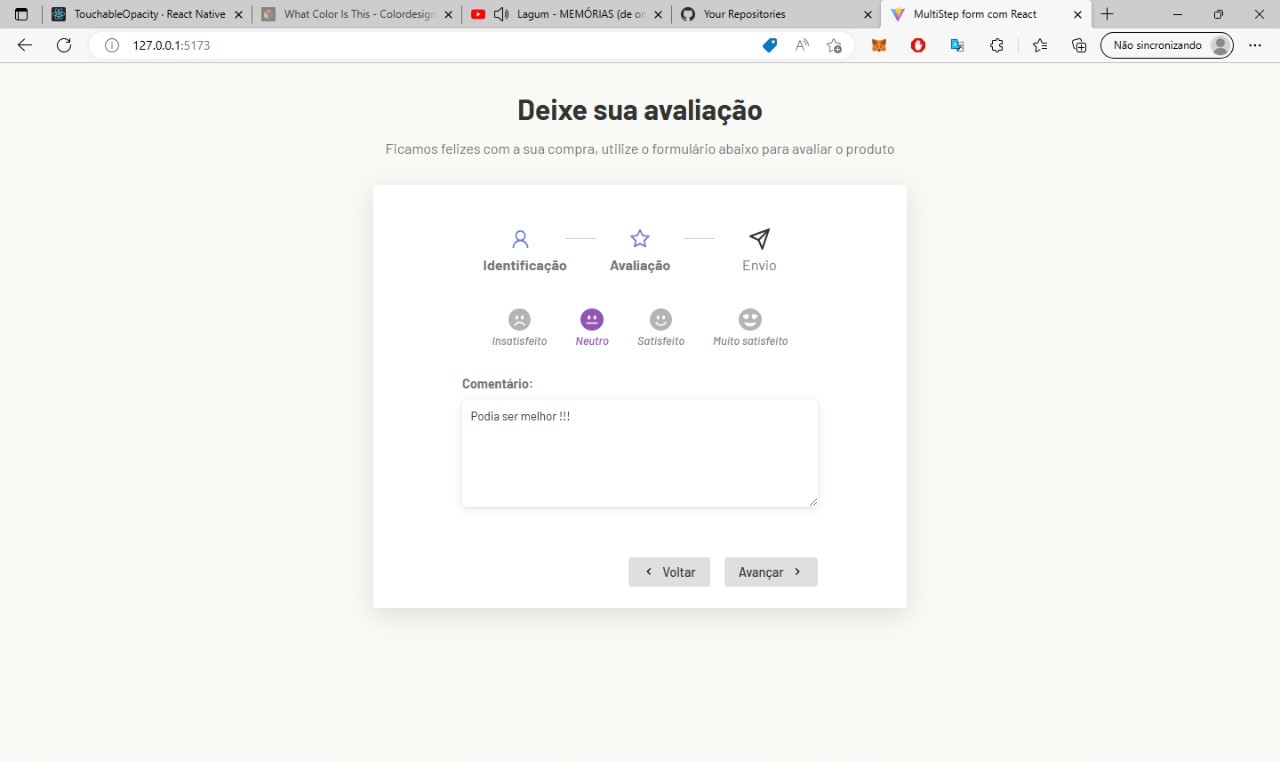 TouchableOpacity · React Native
What Color Is This - Colordesign
Lagum - MEMÓRIAS (de on
Your Repositories
MultiStep form com React
127.0.0.1:5173
Não sincronizando
Deixe sua avaliação
Ficamos felizes com a sua compra, utilize o formulário abaixo para avaliar o produto
Identificação
Avaliação
Envio
Insatisfeito
Neutro
Satisfeito
Muito satisfeito
Comentário:
Podia ser melhor !!!
Voltar
Avançar